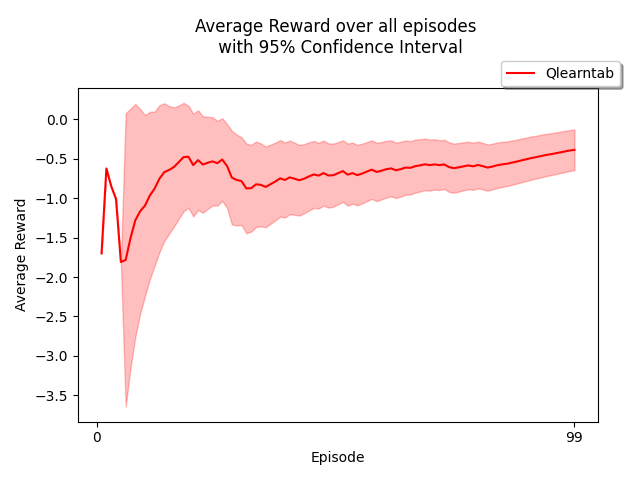 Average Reward over all episodes
with 95% Confidence Interval
Qlearntab
0.0
−0.5
−1.0
−1.5
−2.0
−2.5
−3.0
−3.5
Average Reward
0 99
Episode